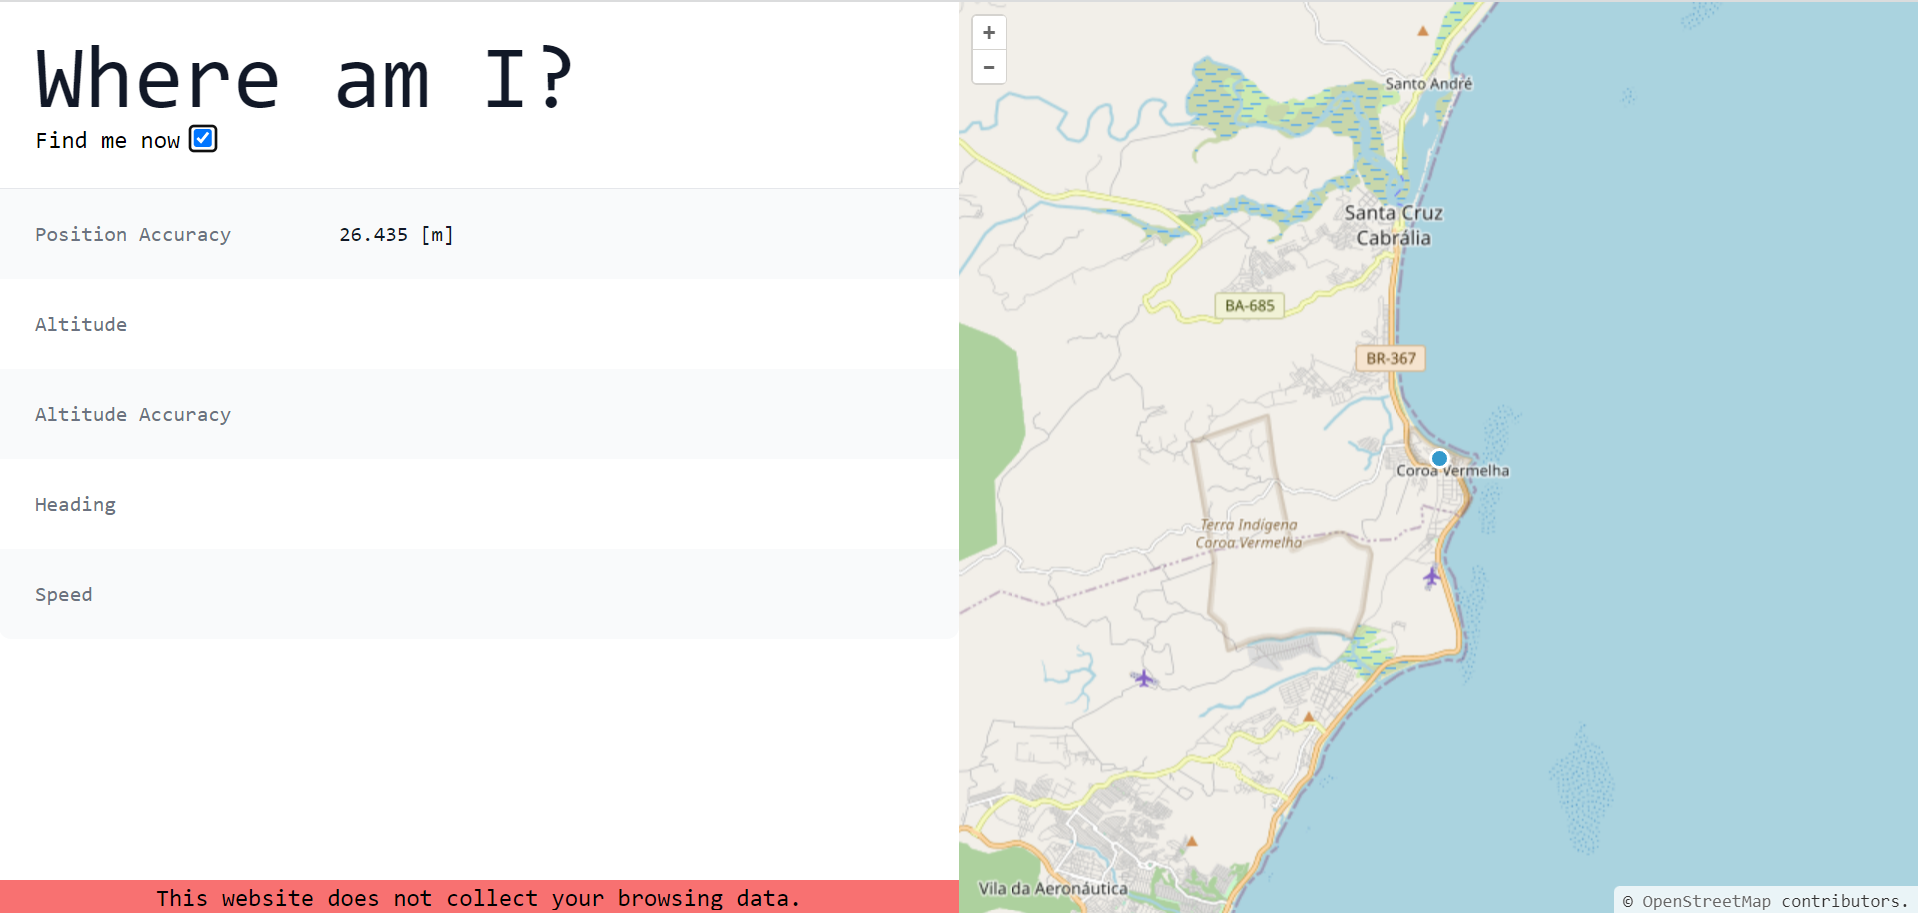 Where am I?
Find me now
Position Accuracy 26.435 [m]
Altitude
Altitude Accuracy
Heading
Speed
This website does not collect your browsing data.
+
−
Santo André
Santa Cruz
Cabrália
BA-685
BR-367
Coroa Vermelha
Terra Indígena
Coroa Vermelha
Vila da Aeronáutica
© OpenStreetMap contributors.